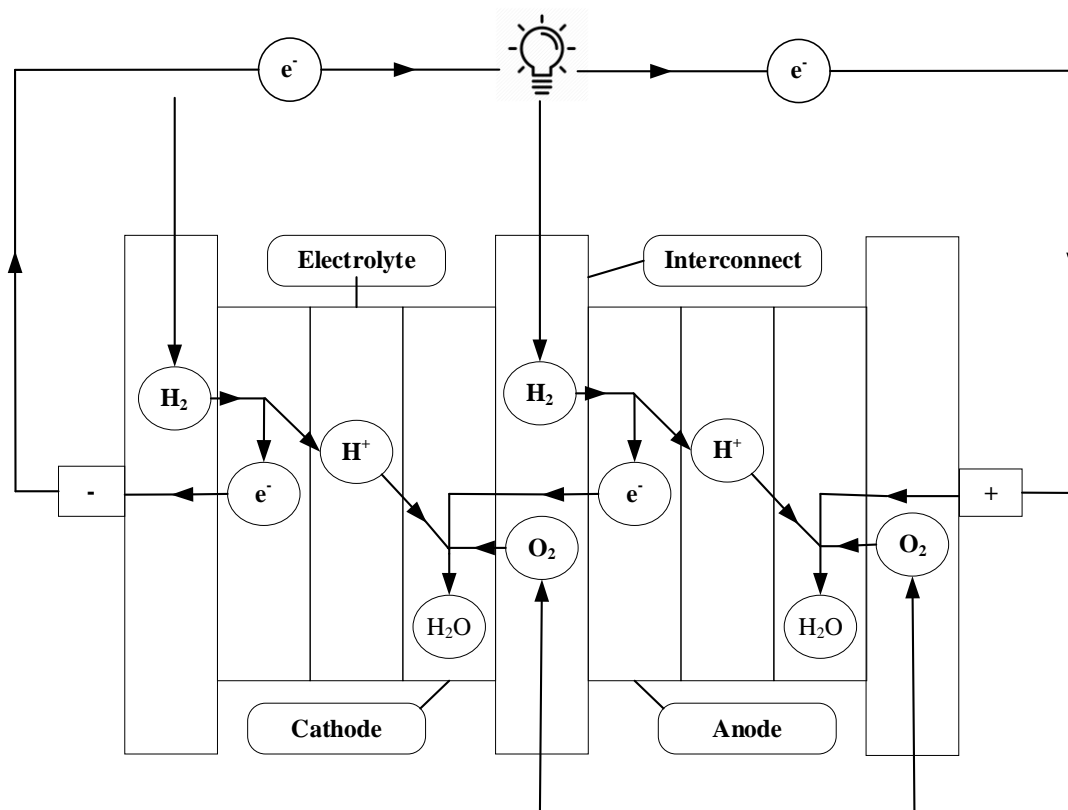 e⁻
e⁻
Electrolyte
Interconnect
H₂
H₂
H⁺
H⁺
-
e⁻
e⁻
+
O₂
O₂
H₂O
H₂O
Cathode
Anode